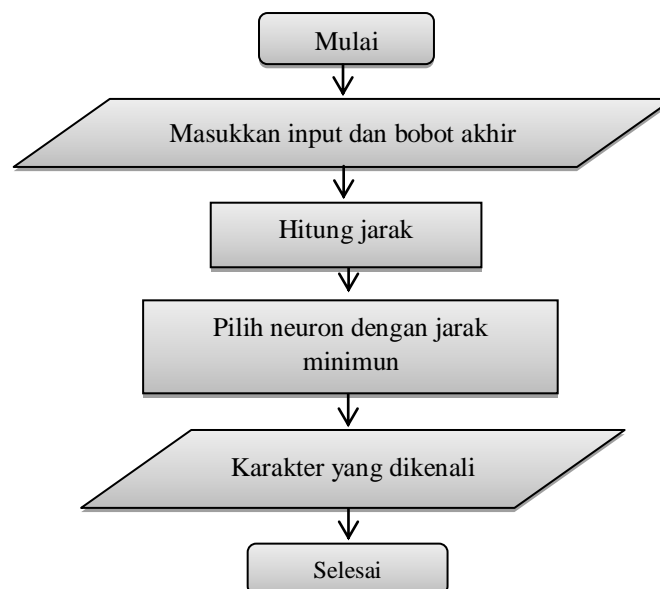 Mulai
Masukkan input dan bobot akhir
Hitung jarak
Pilih neuron dengan jarak
minimun
Karakter yang dikenali
Selesai